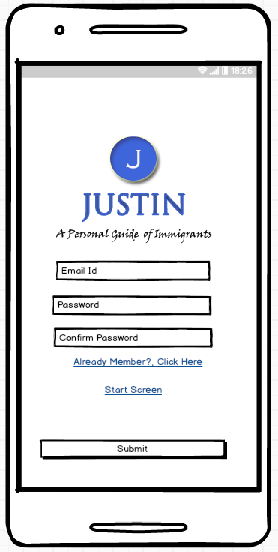 18:26
J
JUSTIN
A Personal Guide of Immigrants
Email Id
Password
Confirm Password
Already Member?, Click Here
Start Screen
Submit